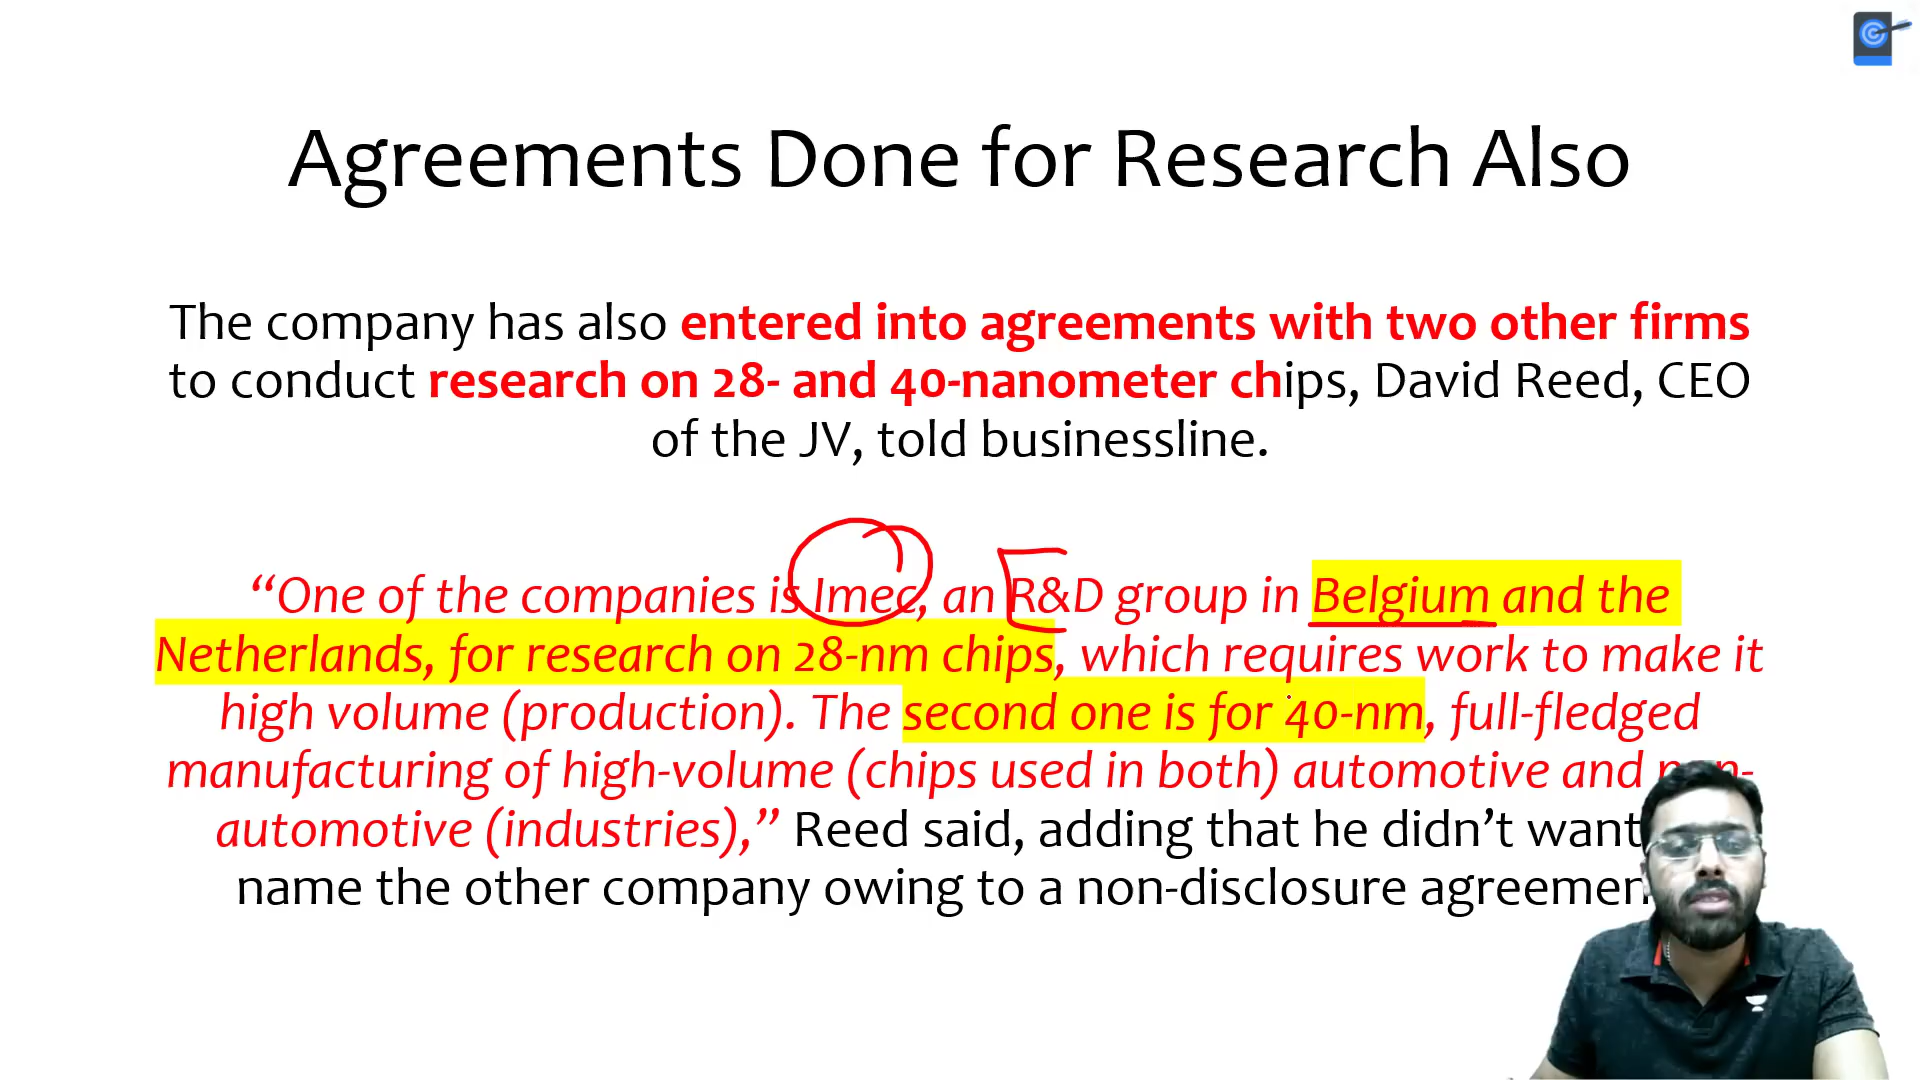 Agreements Done for Research Also
The company has also entered into agreements with two other firms
to conduct research on 28- and 40-nanometer chips, David Reed, CEO
of the JV, told businessline.
“One of the companies is Imec, an R&D group in Belgium and the
Netherlands, for research on 28-nm chips, which requires work to make it
high volume (production). The second one is for 40-nm, full-fledged
manufacturing of high-volume (chips used in both) automotive and non-
automotive (industries),” Reed said, adding that he didn’t want
name the other company owing to a non-disclosure agreemen